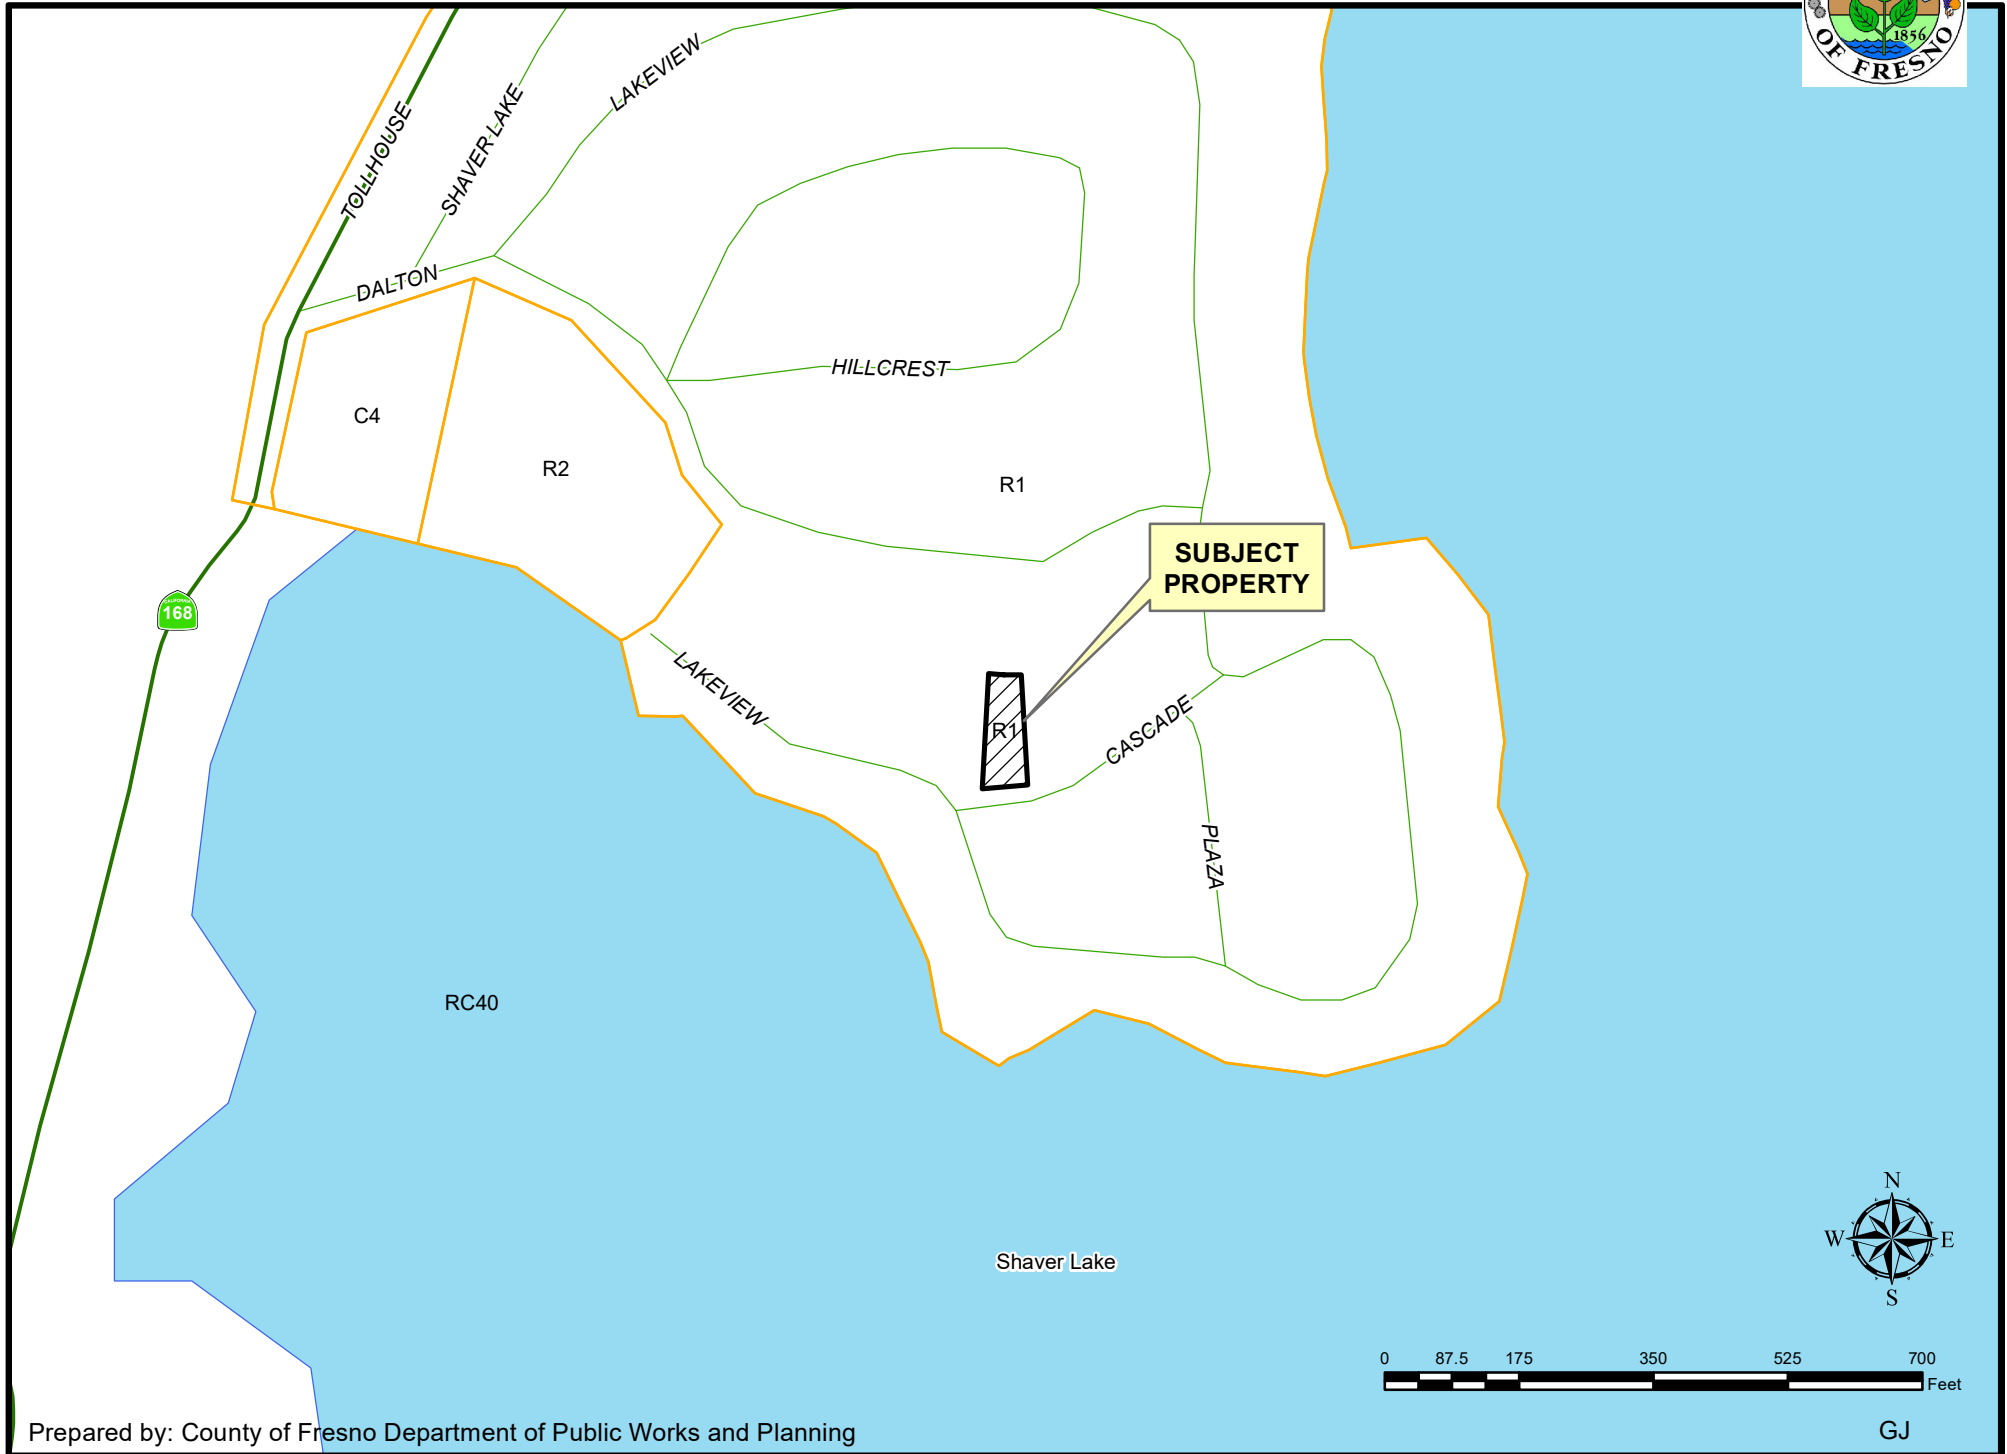 1856
OF FRESNO
LAKEVIEW
SHAVER LAKE
TOLLHOUSE
DALTON
HILLCREST
C4
R2
R1
SUBJECT
PROPERTY
CALIFORNIA
168
LAKEVIEW
R1
CASCADE
PLAZA
RC40
N
W
E
S
Shaver Lake
0 87.5 175 350 525 700
Feet
Prepared by: County of Fresno Department of Public Works and Planning
GJ